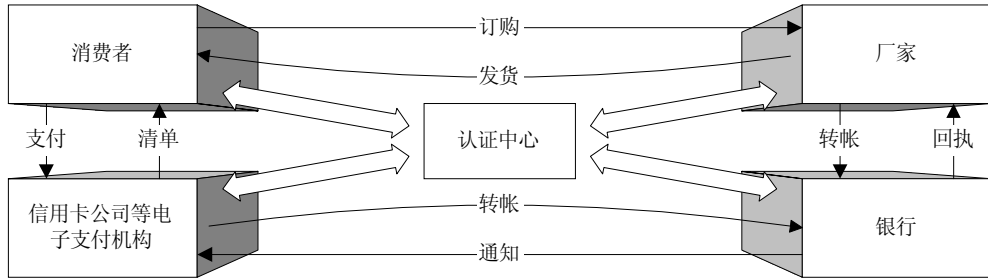 订购
消费者
厂家
发货
支付
清单
认证中心
转帐
回执
信用卡公司等电
子支付机构
转帐
银行
通知